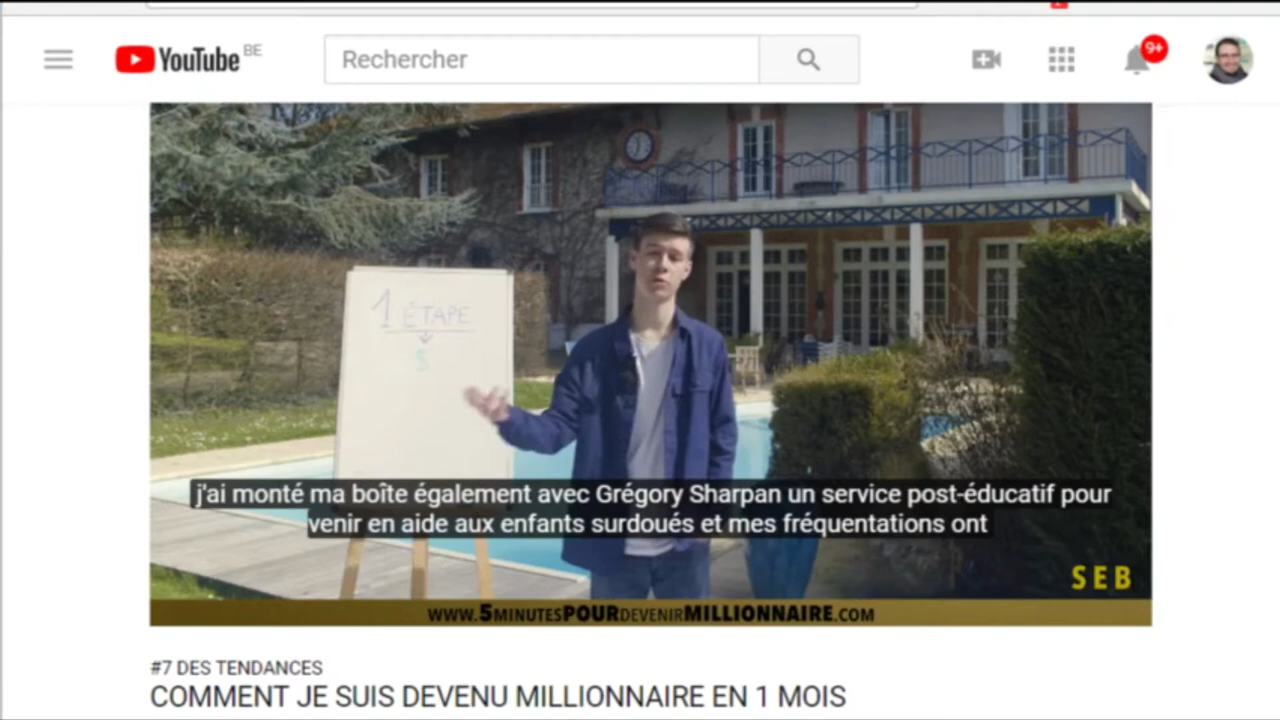 YouTube BE
Rechercher
9+
1 ÉTAPE
$
j'ai monté ma boîte également avec Grégory Sharpan un service post-éducatif pour
venir en aide aux enfants surdoués et mes fréquentations ont
SEB
WWW.5MINUTESPOURDEVENIRMILLIONNAIRE.COM
#7 DES TENDANCES
COMMENT JE SUIS DEVENU MILLIONNAIRE EN 1 MOIS